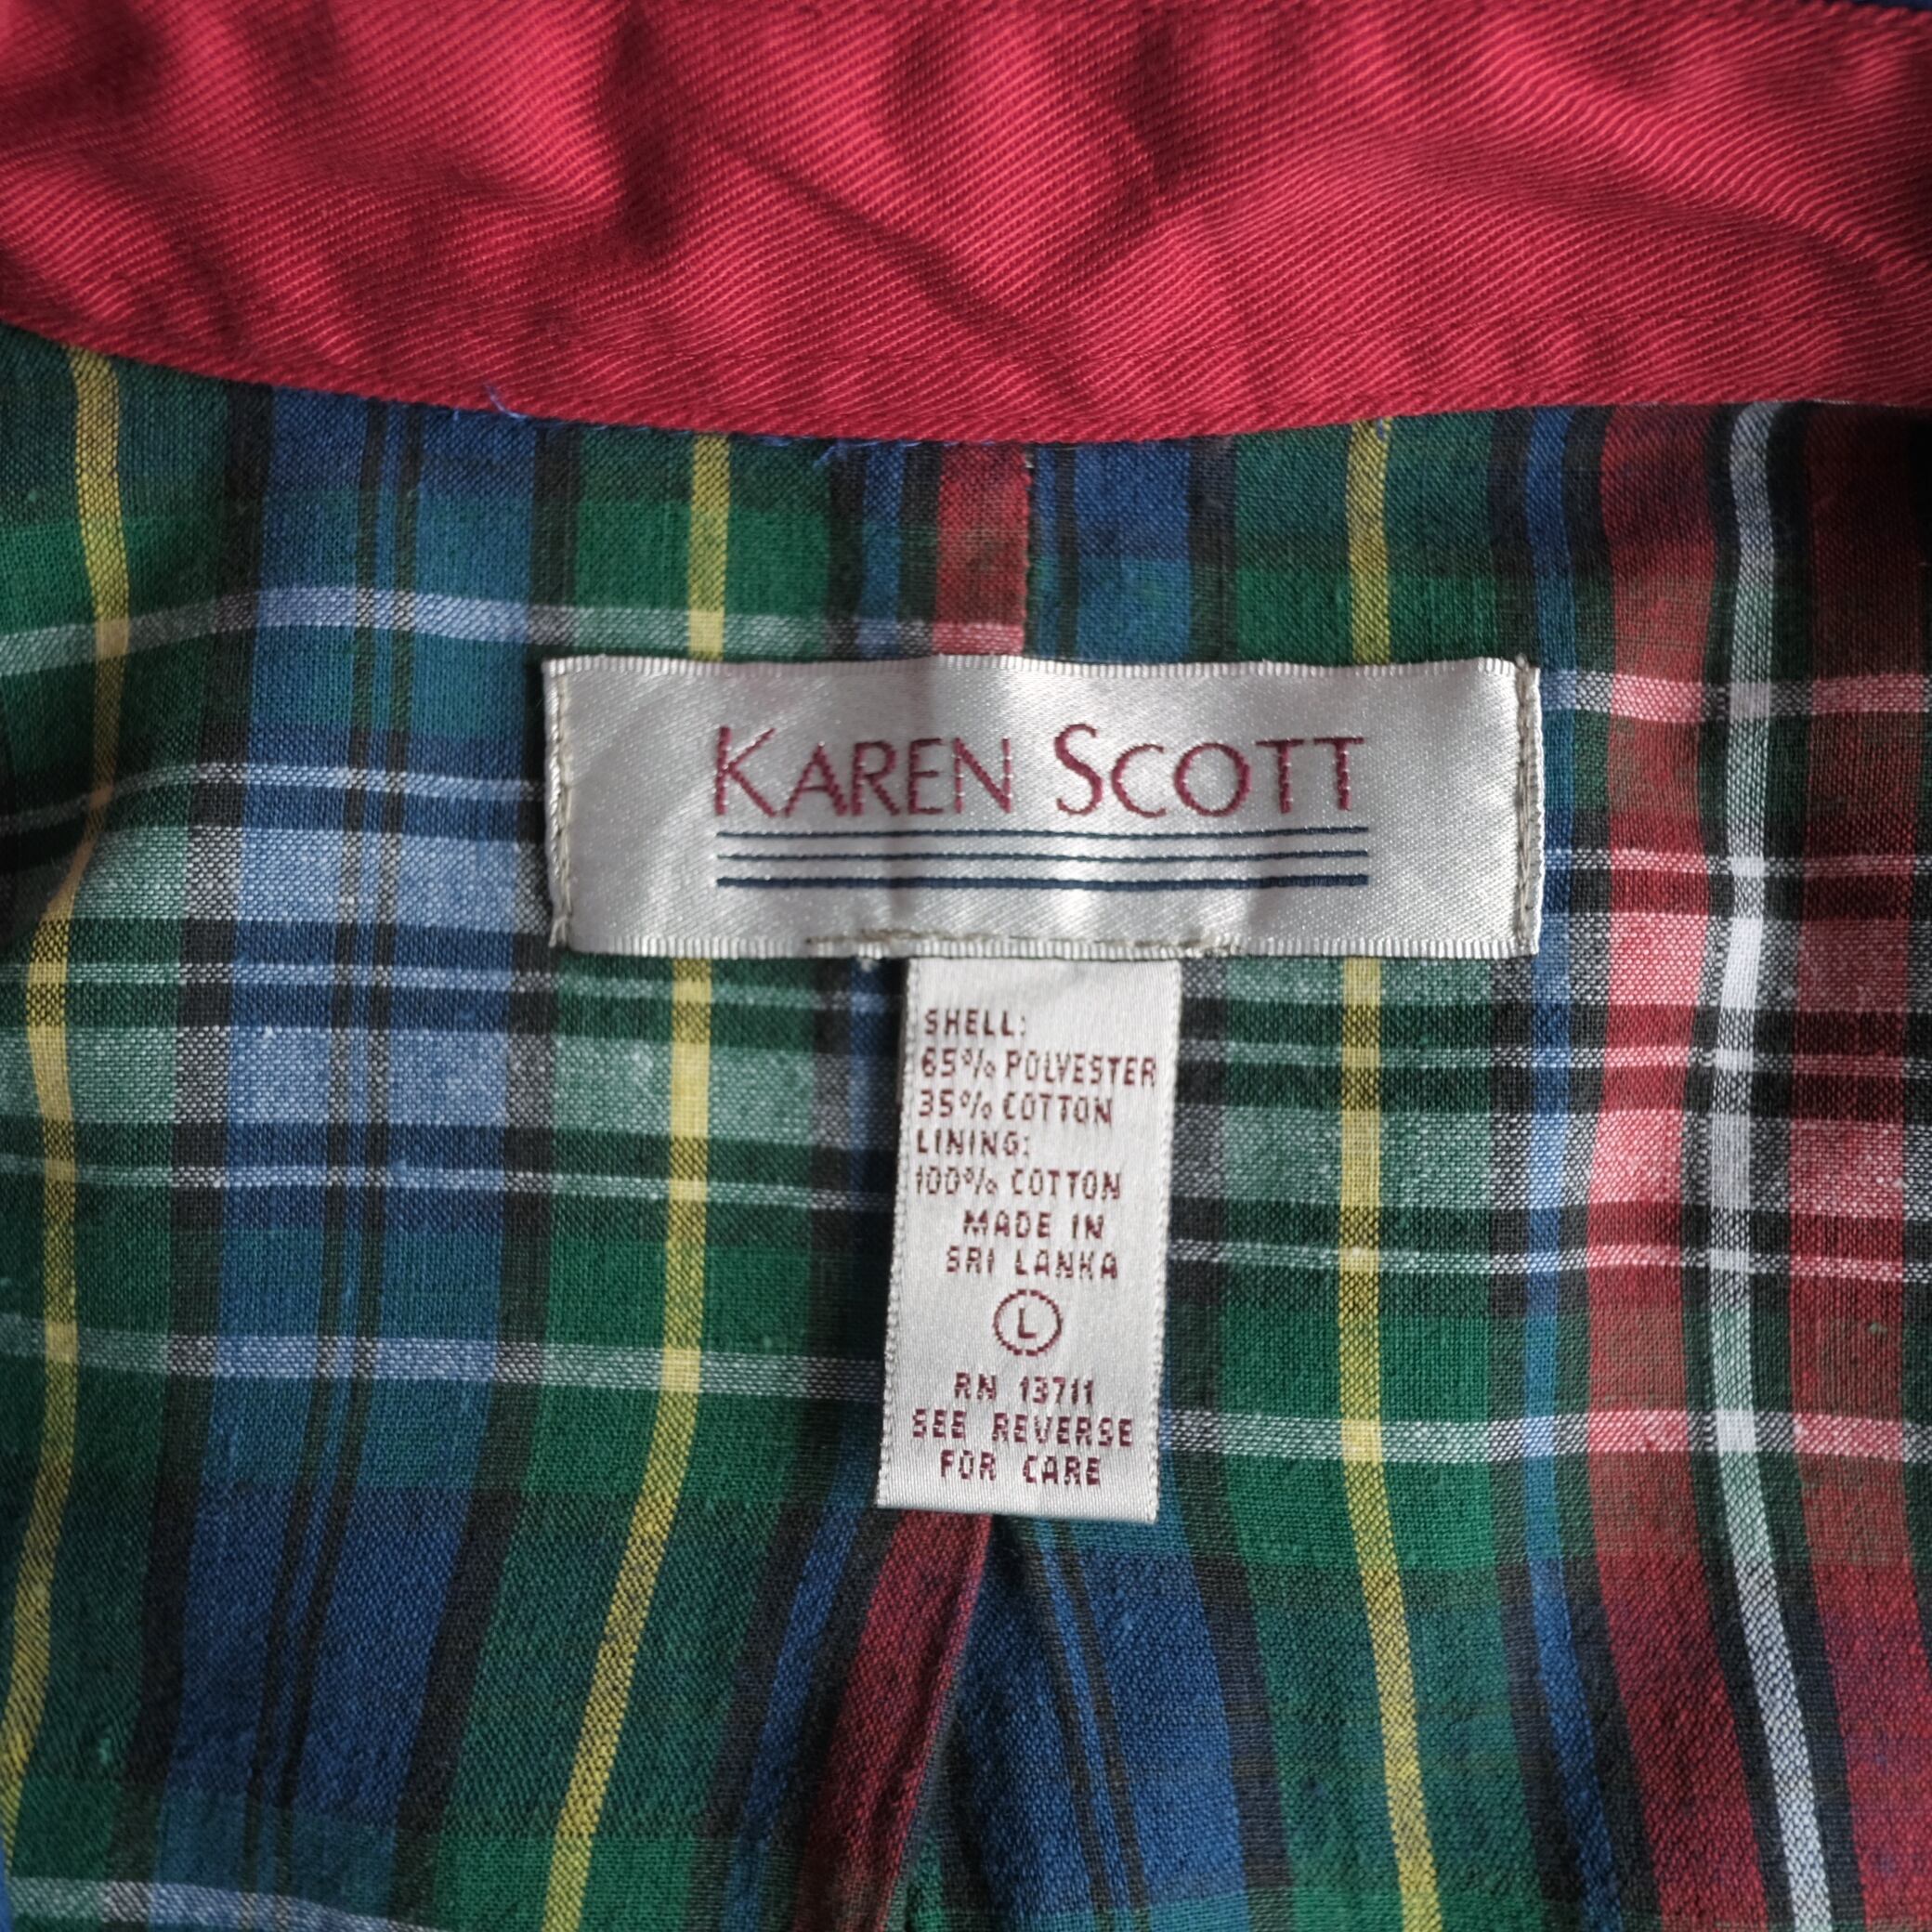 KAREN SCOTT
SHELL:
65% POLYESTER
35% COTTON
LINING:
100% COTTON
MADE IN
SRI LANKA
L
RN 13711
SEE REVERSE
FOR CARE